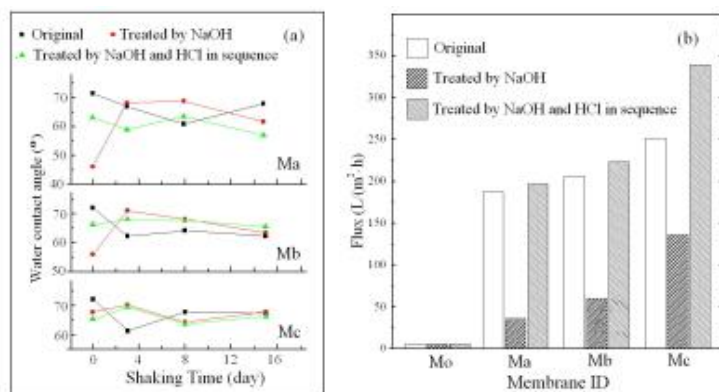 (a)
Original
Treated by NaOH
Treated by NaOH and HCl in sequence
Water contact angle (°)
70
60
50
40
Ma
70
60
50
Mb
70
60
Mc
0 4 8 12 16
Shaking Time (day)
(b)
Original
Treated by NaOH
Treated by NaOH and HCl in sequence
Flux (L/(m²·h)
350
300
250
200
150
100
50
0
Mo Ma Mb Mc
Membrane ID